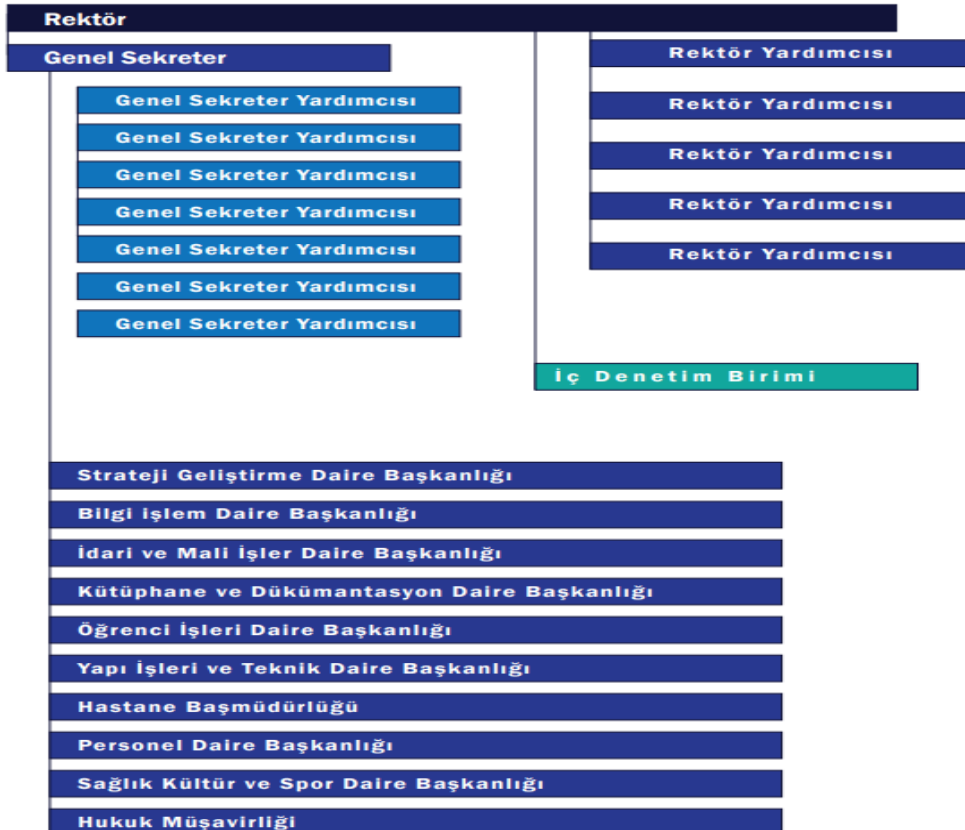 Rektör
Genel Sekreter
Genel Sekreter Yardımcısı
Genel Sekreter Yardımcısı
Genel Sekreter Yardımcısı
Genel Sekreter Yardımcısı
Genel Sekreter Yardımcısı
Genel Sekreter Yardımcısı
Genel Sekreter Yardımcısı
Rektör Yardımcısı
Rektör Yardımcısı
Rektör Yardımcısı
Rektör Yardımcısı
Rektör Yardımcısı
İç Denetim Birimi
Strateji Geliştirme Daire Başkanlığı
Bilgi işlem Daire Başkanlığı
İdari ve Mali İşler Daire Başkanlığı
Kütüphane ve Dükümantasyon Daire Başkanlığı
Öğrenci İşleri Daire Başkanlığı
Yapı İşleri ve Teknik Daire Başkanlığı
Hastane Başmüdürlüğü
Personel Daire Başkanlığı
Sağlık Kültür ve Spor Daire Başkanlığı
Hukuk Müşavirliği